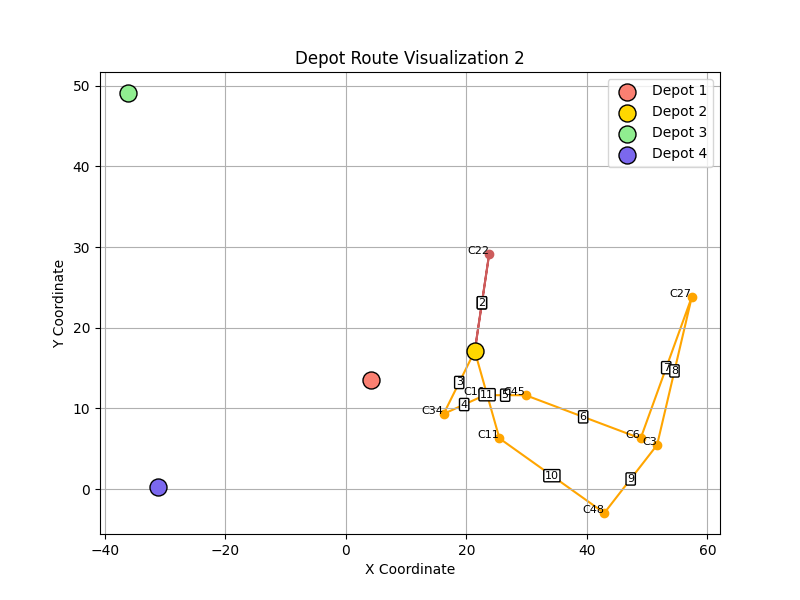 Depot Route Visualization 2
Depot 1
Depot 2
Depot 3
Depot 4
50
40
30
20
10
0
Y Coordinate
C22
2
C27
3
7
8
C34
4
11
5
C45
6
C11
C6
C3
10
9
C48
−40
−20
0
20
40
60
X Coordinate